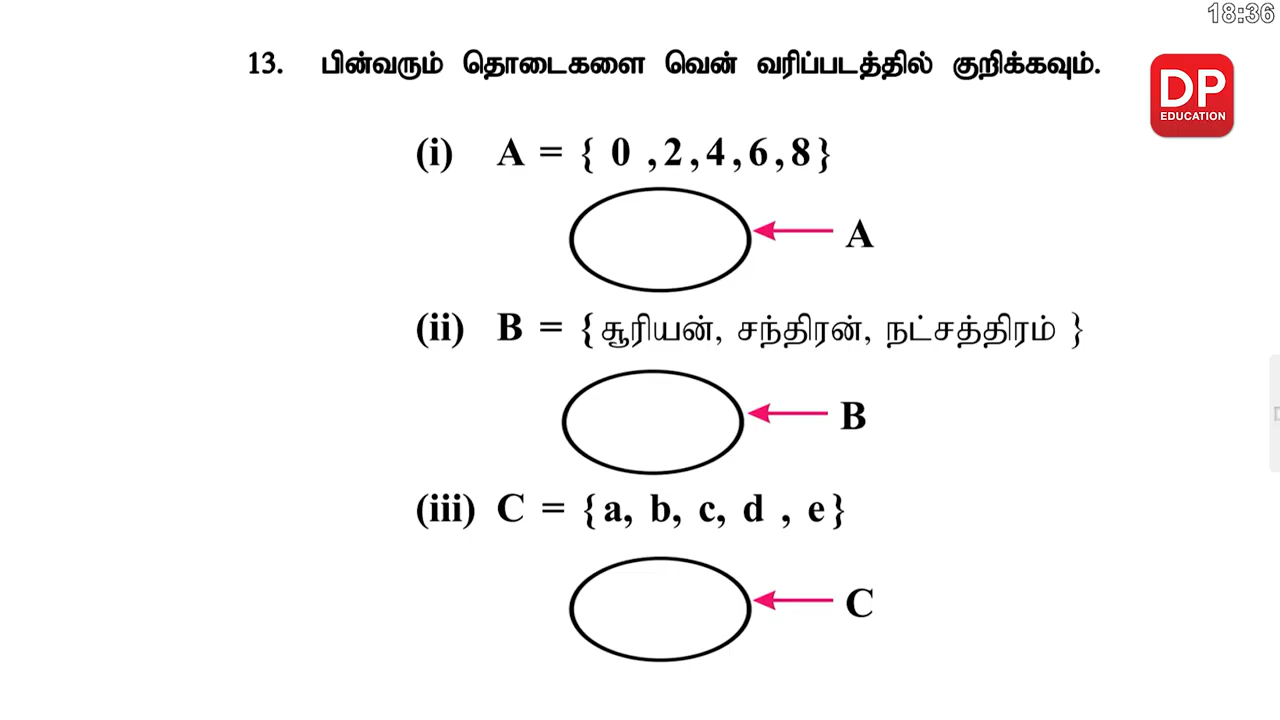 18:36
13. பின்வரும் தொடைகளை வென் வரிப்படத்தில் குறிக்கவும்.
DP
EDUCATION
(i) A = { 0 ,2,4,6,8}
A
(ii) B = {சூரியன், சந்திரன், நட்சத்திரம் }
B
(iii) C = {a, b, c, d , e}
C